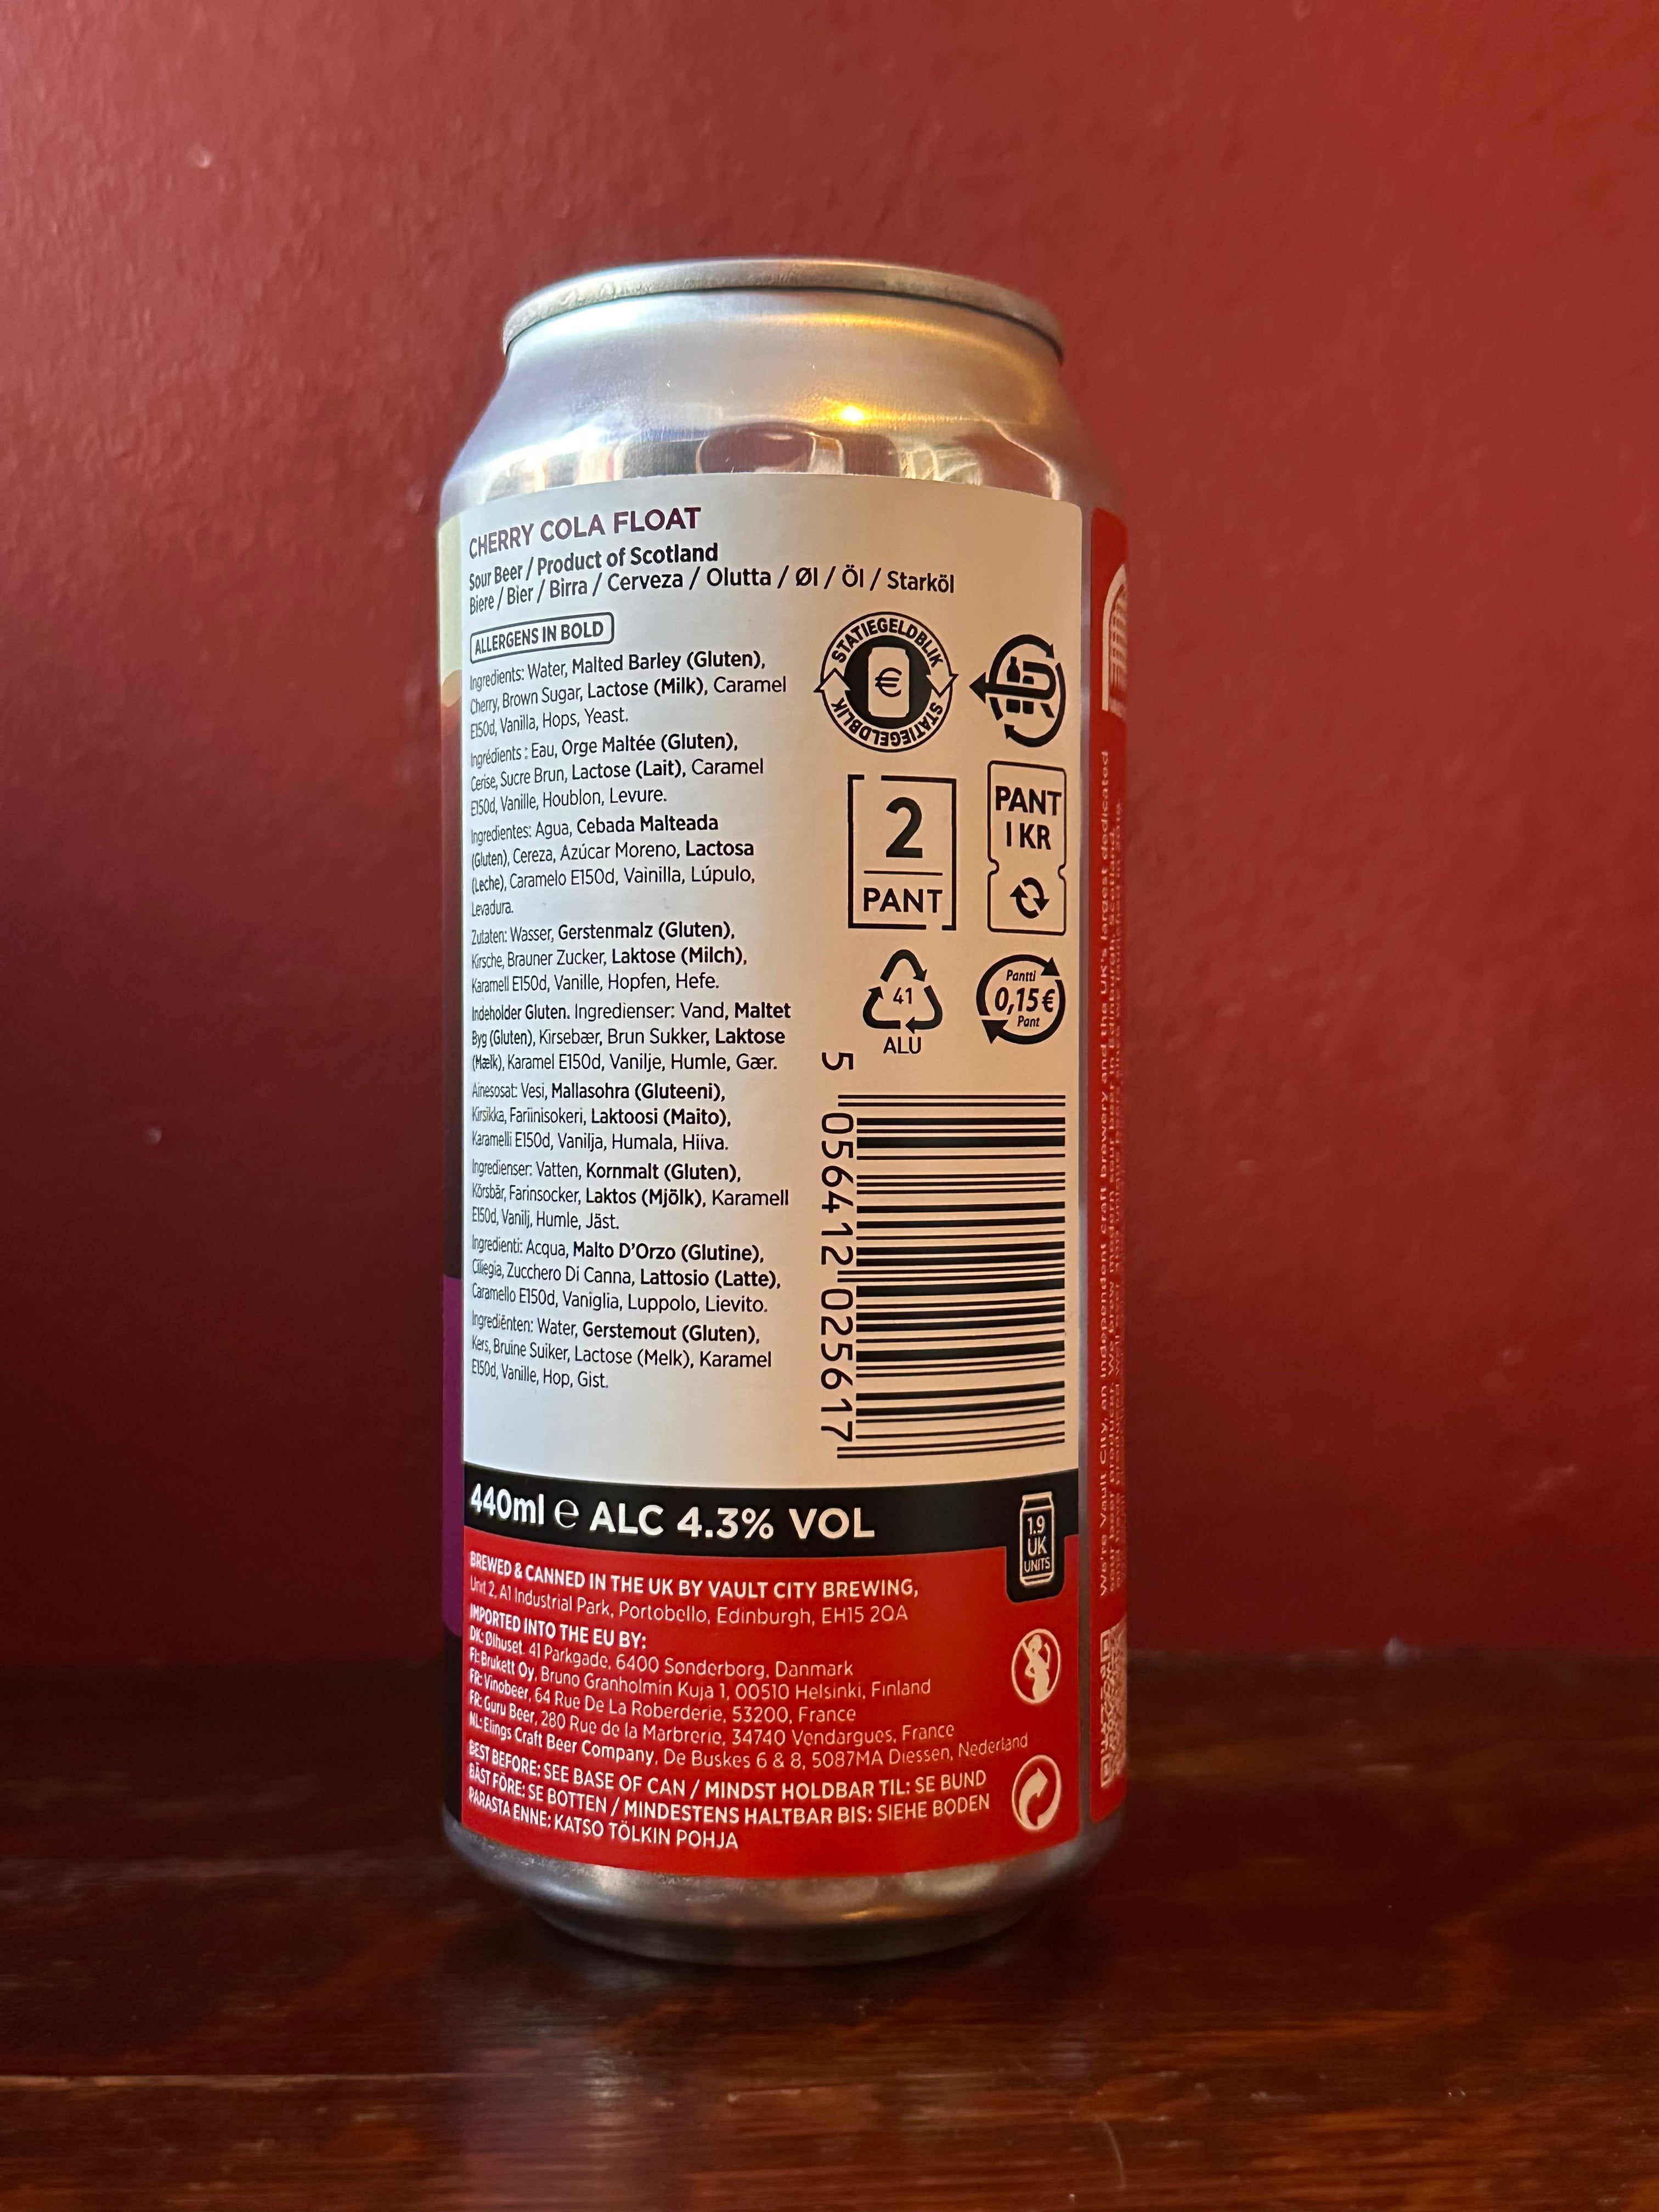 CHERRY COLA FLOAT
Sour Beer / Product of Scotland
Biere / Bier / Birra / Cerveza / Olutta / Øl / Öl / Starköl
ALLERGENS IN BOLD
Ingredients: Water, Malted Barley (Gluten),
Cherry, Brown Sugar, Lactose (Milk), Caramel
E150d, Vanilla, Hops, Yeast.
Ingrédients : Eau, Orge Maltée (Gluten),
Cerise, Sucre Brun, Lactose (Lait), Caramel
E150d, Vanille, Houblon, Levure.
Ingredientes: Agua, Cebada Malteada
(Gluten), Cereza, Azúcar Moreno, Lactosa
(Leche), Caramelo E150d, Vainilla, Lúpulo,
Levadura.
Zutaten: Wasser, Gerstenmalz (Gluten),
Kirsche, Brauner Zucker, Laktose (Milch),
Karamell E150d, Vanille, Hopfen, Hefe.
Indeholder Gluten. Ingredienser: Vand, Maltet
Byg (Gluten), Kirsebær, Brun Sukker, Laktose
(Mælk), Karamel E150d, Vanilje, Humle, Gær.
Ainesosat: Vesi, Mallasohra (Gluteeni),
Kirsikka, Fariinisokeri, Laktoosi (Maito),
Karamelli E150d, Vanilja, Humala, Hiiva.
Ingredienser: Vatten, Kornmalt (Gluten),
Körsbär, Farinsocker, Laktos (Mjölk), Karamell
E150d, Vanilj, Humle, Jäst.
Ingredienti: Acqua, Malto D'Orzo (Glutine),
Ciliegia, Zucchero Di Canna, Lattosio (Latte),
Caramello E150d, Vaniglia, Luppolo, Lievito.
Ingrediënten: Water, Gerstemout (Gluten),
Kers, Bruine Suiker, Lactose (Melk), Karamel
E150d, Vanille, Hop, Gist.
STATIEGELDBLIK
€
STATIEGELDBLIK
2
PANT
PANT
1 KR
41
ALU
Pantti
0,15 €
Pant
5 056412 025617
440ml e ALC 4.3% VOL
1.9
UK
UNITS
BREWED & CANNED IN THE UK BY VAULT CITY BREWING,
Unit 2, A1 Industrial Park, Portobello, Edinburgh, EH15 2QA
IMPORTED INTO THE EU BY:
DK: Ølhuset, 41 Parkgade, 6400 Sønderborg, Danmark
FI: Brukett Oy, Bruno Granholmin Kuja 1, 00510 Helsinki, Finland
FR: Vinobeer, 64 Rue De La Roberderie, 53200, France
FR: Guru Beer, 280 Rue de la Marbrerie, 34740 Vendargues, France
NL: Elings Craft Beer Company, De Buskes 6 & 8, 5087MA Diessen, Nederland
BEST BEFORE: SEE BASE OF CAN / MINDST HOLDBAR TIL: SE BUND
BÄST FÖRE: SE BOTTEN / MINDESTENS HALTBAR BIS: SIEHE BODEN
PARASTA ENNE: KATSO TÖLKIN POHJA
We're Vault City, an independent craft brewery and the UK's largest dedicated